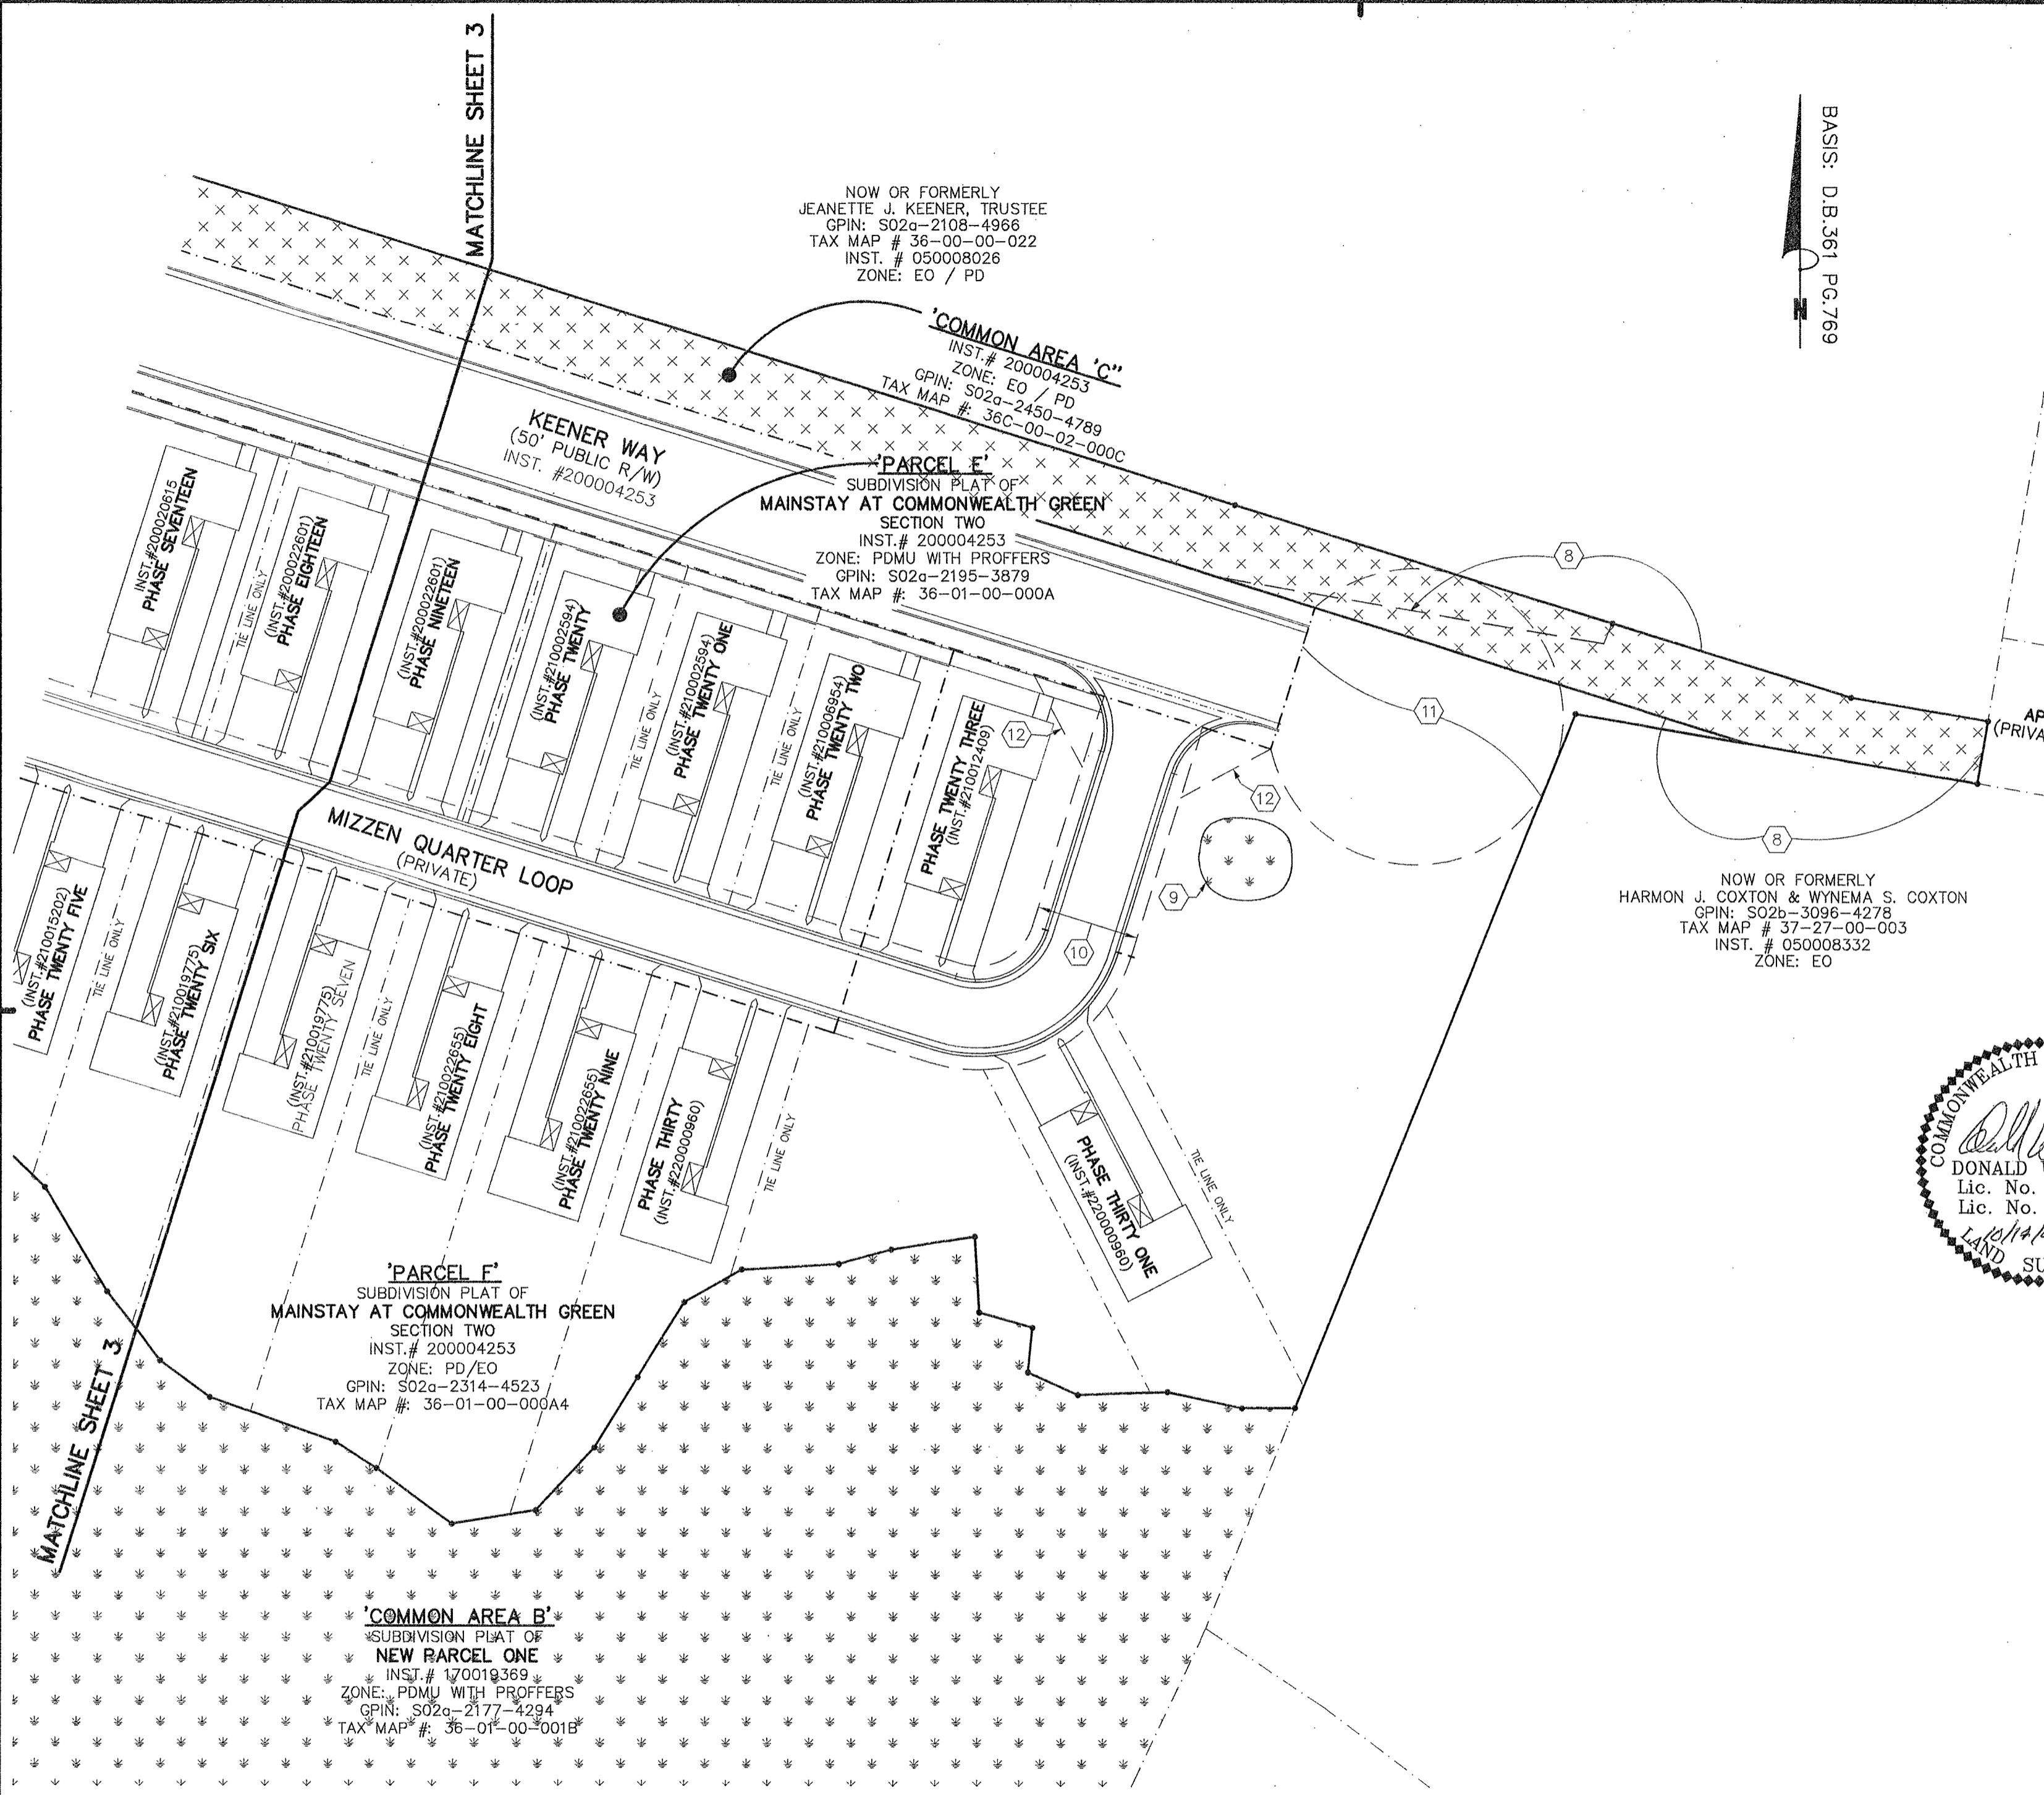 MATCHLINE SHEET 3
BASIS: D.B.361 PG.769
N
NOW OR FORMERLY
JEANETTE J. KEENER, TRUSTEE
GPIN: S02a-2108-4966
TAX MAP # 36-00-00-022
INST. # 050008026
ZONE: EO / PD
'COMMON AREA 'C"
INST.# 200004253
ZONE: EO / PD
GPIN: S02a-2450-4789
TAX MAP #: 36C-00-02-000C
KEENER WAY
(50' PUBLIC R/W)
INST. #200004253
'PARCEL E'
SUBDIVISION PLAT OF
MAINSTAY AT COMMONWEALTH GREEN
SECTION TWO
INST.# 200004253
ZONE: PDMU WITH PROFFERS
GPIN: S02a-2195-3879
TAX MAP #: 36-01-00-000A
INST.#200020615
PHASE SEVENTEEN
TIE LINE ONLY
(INST.#200022601)
PHASE EIGHTEEN
(INST.#200022601)
PHASE NINETEEN
(INST.#210002594)
PHASE TWENTY
TIE LINE ONLY
(INST.#210002594)
PHASE TWENTY ONE
TIE LINE ONLY
(INST.#210006954)
PHASE TWENTY TWO
PHASE TWENTY THREE
(INST.#210012409)
8
11
12
12
9
10
8
AP
(PRIVA
MIZZEN QUARTER LOOP
(PRIVATE)
NOW OR FORMERLY
HARMON J. COXTON & WYNEMA S. COXTON
GPIN: S02b-3096-4278
TAX MAP # 37-27-00-003
INST. # 050008332
ZONE: EO
(INST.#210015202)
PHASE TWENTY FIVE
TIE LINE ONLY
(INST.#210019775)
PHASE TWENTY SIX
(INST.#210019775)
PHASE TWENTY SEVEN
TIE LINE ONLY
(INST.#210022655)
PHASE TWENTY EIGHT
(INST.#210022655)
PHASE TWENTY NINE
PHASE THIRTY
(INST.#220000960)
TIE LINE ONLY
PHASE THIRTY ONE
(INST.#220000960)
TIE LINE ONLY
COMMONWEALTH
DONALD
Lic. No.
Lic. No.
LAND SU
'PARCEL F'
SUBDIVISION PLAT OF
MAINSTAY AT COMMONWEALTH GREEN
SECTION TWO
INST.# 200004253
ZONE: PD/EO
GPIN: S02a-2314-4523
TAX MAP #: 36-01-00-000A4
MATCHLINE SHEET 3
'COMMON AREA B'
SUBDIVISION PLAT OF
NEW PARCEL ONE
INST.# 170019369
ZONE: PDMU WITH PROFFERS
GPIN: S02a-2177-4294
TAX MAP #: 36-01-00-001B